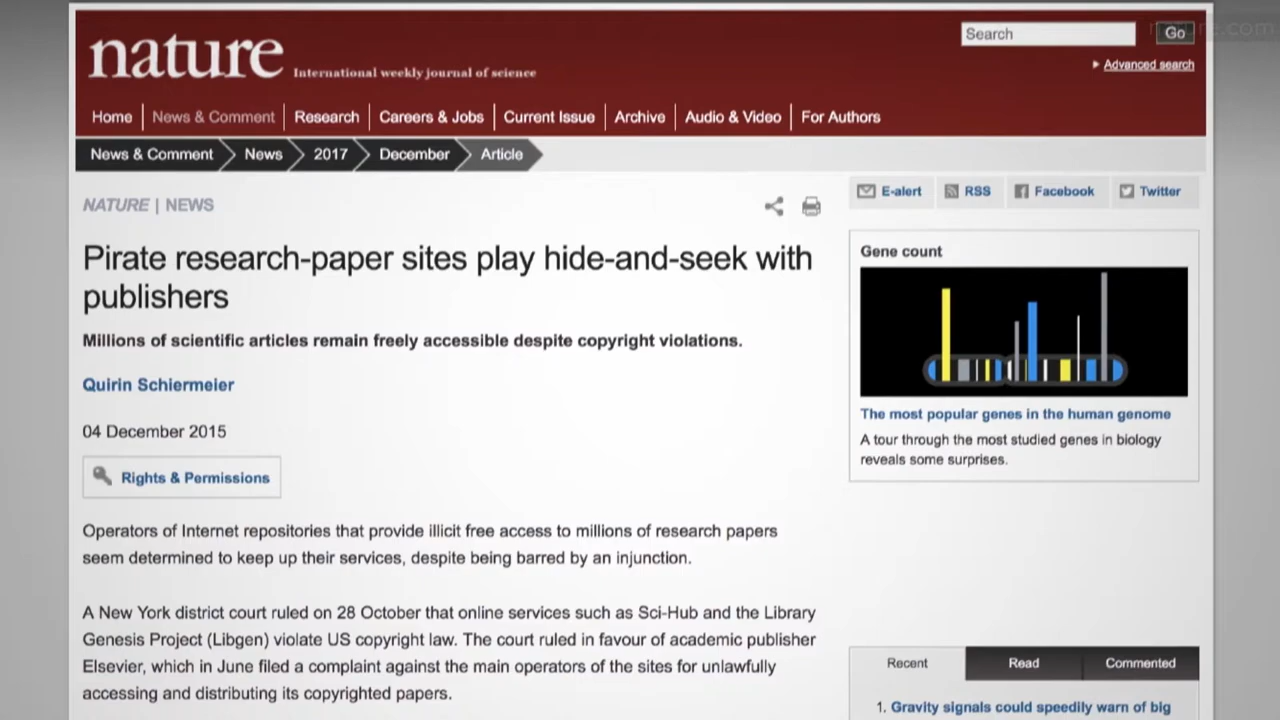 nature.com
nature International weekly journal of science
Search
Go
Advanced search
Home
News & Comment
Research
Careers & Jobs
Current Issue
Archive
Audio & Video
For Authors
News & Comment
News
2017
December
Article
NATURE | NEWS
Pirate research-paper sites play hide-and-seek with
publishers
Millions of scientific articles remain freely accessible despite copyright violations.
Quirin Schiermeier
04 December 2015
Rights & Permissions
Operators of Internet repositories that provide illicit free access to millions of research papers
seem determined to keep up their services, despite being barred by an injunction.
A New York district court ruled on 28 October that online services such as Sci-Hub and the Library
Genesis Project (Libgen) violate US copyright law. The court ruled in favour of academic publisher
Elsevier, which in June filed a complaint against the main operators of the sites for unlawfully
accessing and distributing its copyrighted papers.
E-alert
RSS
Facebook
Twitter
Gene count
The most popular genes in the human genome
A tour through the most studied genes in biology
reveals some surprises.
Recent
Read
Commented
1. Gravity signals could speedily warn of big